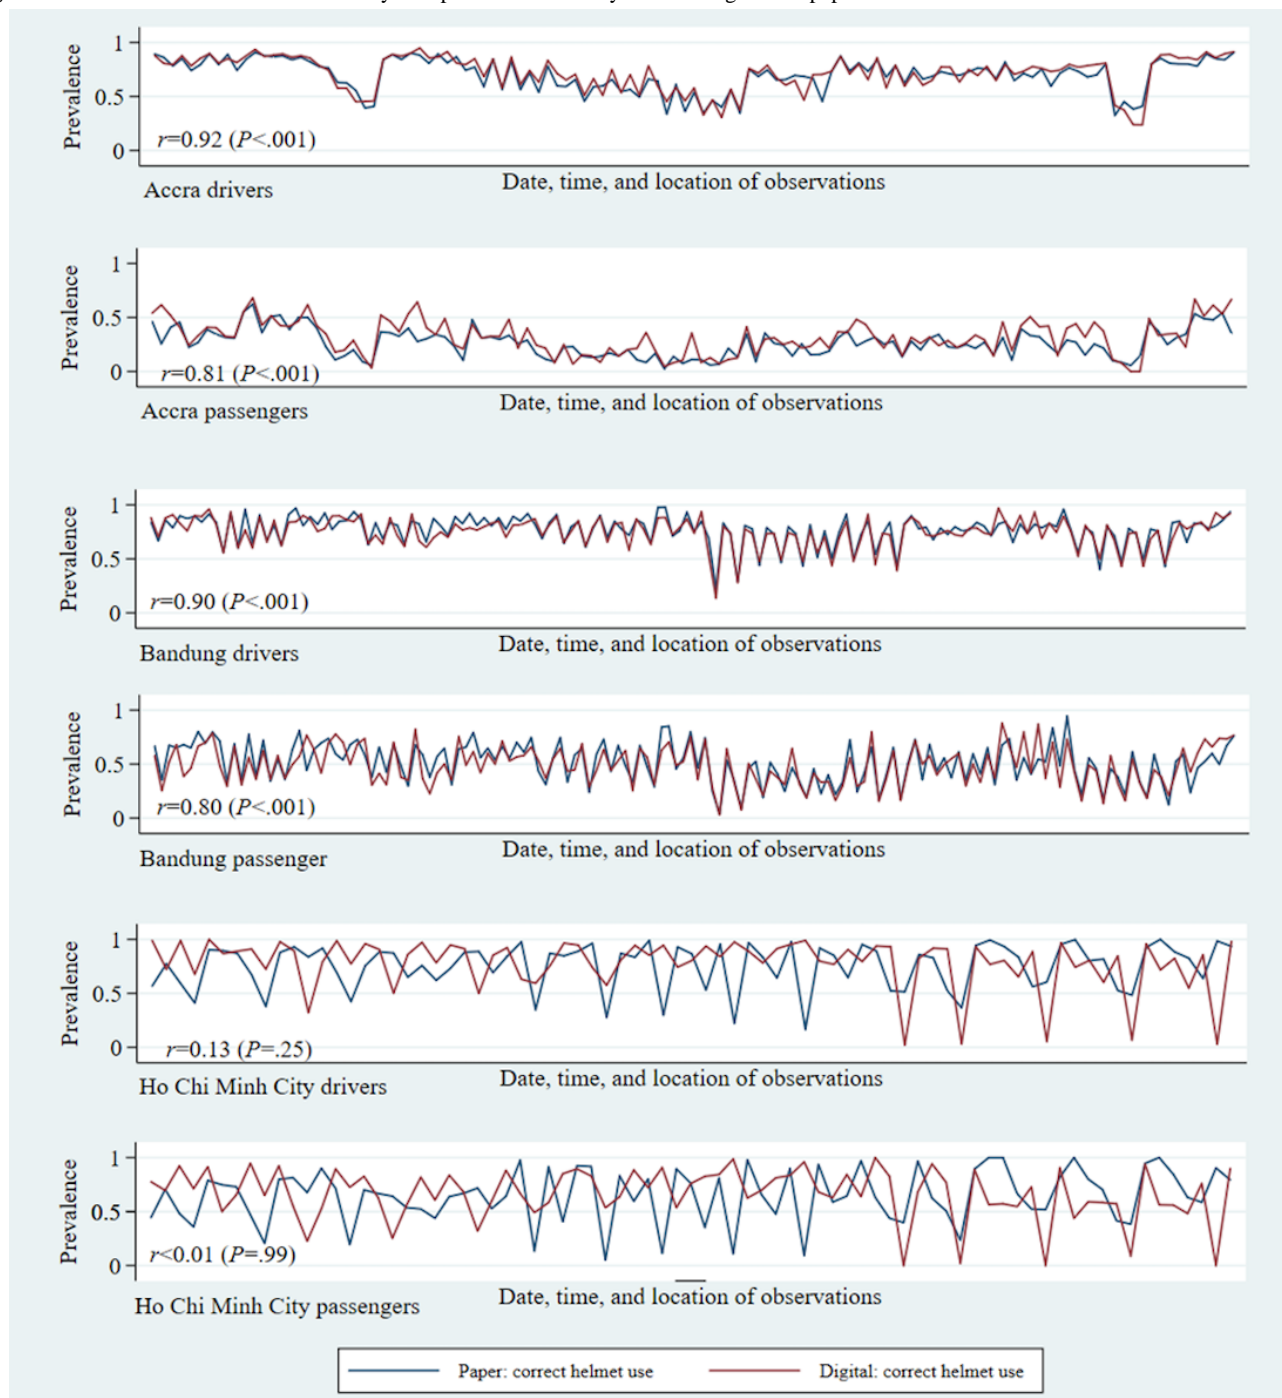 Prevalence
1
0.5
0
r=0.92 (P<.001)
Accra drivers
Date, time, and location of observations
Prevalence
1
0.5
0
r=0.81 (P<.001)
Accra passengers
Date, time, and location of observations
Prevalence
1
0.5
0
r=0.90 (P<.001)
Bandung drivers
Date, time, and location of observations
Prevalence
1
0.5
0
r=0.80 (P<.001)
Bandung passenger
Date, time, and location of observations
Prevalence
1
0.5
0
r=0.13 (P=.25)
Ho Chi Minh City drivers
Date, time, and location of observations
Prevalence
1
0.5
0
r<0.01 (P=.99)
Ho Chi Minh City passengers
Date, time, and location of observations
Paper: correct helmet use
Digital: correct helmet use